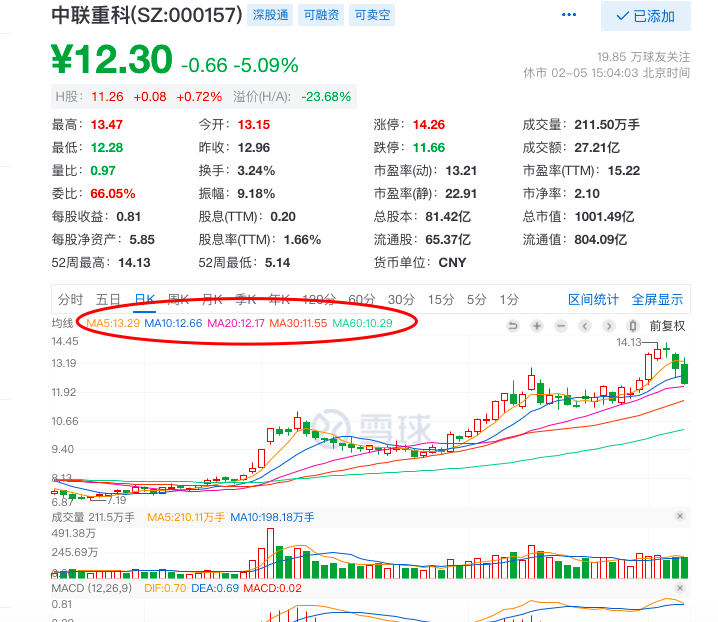 中联重科(SZ:000157) 深股通 可融资 可卖空 ••• ✓ 已添加
¥12.30 -0.66 -5.09% 19.85 万球友关注
休市 02-05 15:04:03 北京时间
H股: 11.26 +0.08 +0.72% 溢价(H/A): -23.68%
最高: 13.47 今开: 13.15 涨停: 14.26 成交量: 211.50万手
最低: 12.28 昨收: 12.96 跌停: 11.66 成交额: 27.21亿
量比: 0.97 换手: 3.24% 市盈率(动): 13.21 市盈率(TTM): 15.22
委比: 66.05% 振幅: 9.18% 市盈率(静): 22.91 市净率: 2.10
每股收益: 0.81 股息(TTM): 0.20 总股本: 81.42亿 总市值: 1001.49亿
每股净资产: 5.85 股息率(TTM): 1.66% 流通股: 65.37亿 流通值: 804.09亿
52周最高: 14.13 52周最低: 5.14 货币单位: CNY
分时 五日 日K 周K 月K 季K 年K 120分 60分 30分 15分 5分 1分 区间统计 全屏显示
均线 MA5:13.29 MA10:12.66 MA20:12.17 MA30:11.55 MA60:10.29 前复权
14.45
14.13
13.19
11.92
10.66
雪球
9.40
8.13
7.19
6.87
成交量 211.5万手 MA5:210.11万手 MA10:198.18万手
491.38万
245.69万
MACD (12,26,9) DIF:0.70 DEA:0.69 MACD:0.02
0.81